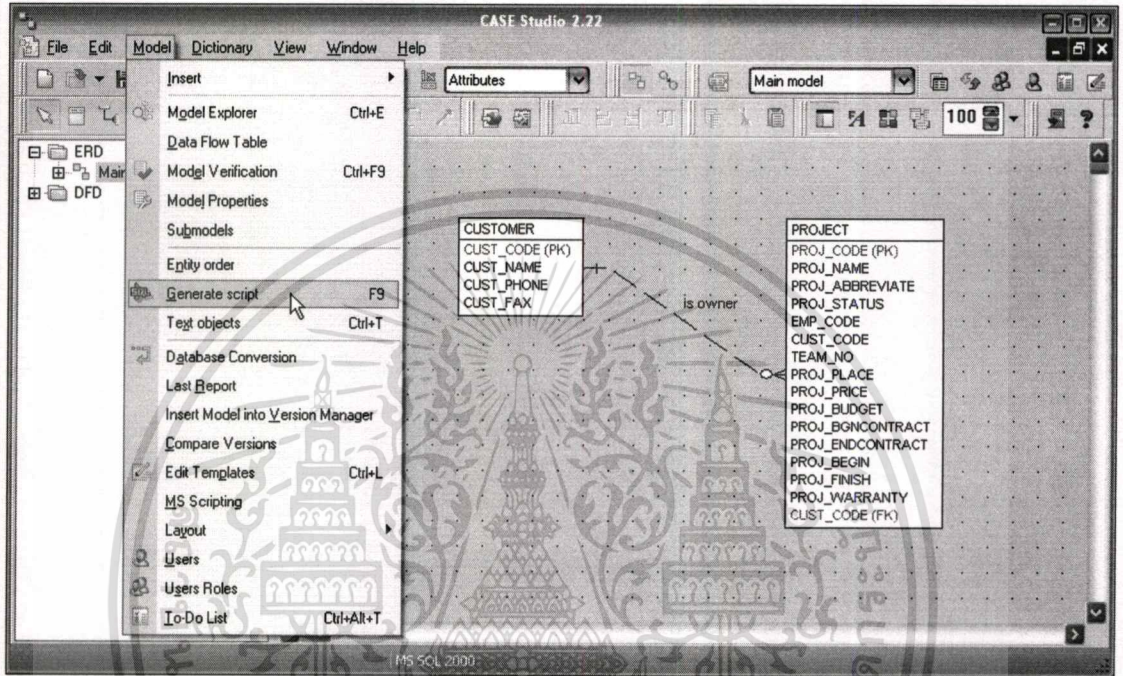 CASE Studio 2.22
File Edit Model Dictionary View Window Help
Attributes
Main model
100
Insert
Model Explorer Ctrl+E
Data Flow Table
Model Verification Ctrl+F9
Model Properties
Submodels
Entity order
Generate script F9
Text objects Ctrl+T
Database Conversion
Last Report
Insert Model into Version Manager
Compare Versions
Edit Templates Ctrl+L
MS Scripting
Layout
Users
Users Roles
To-Do List Ctrl+Alt+T
ERD
Main
DFD
CUSTOMER
CUST_CODE (PK)
CUST_NAME
CUST_PHONE
CUST_FAX
is owner
PROJECT
PROJ_CODE (PK)
PROJ_NAME
PROJ_ABBREVIATE
PROJ_STATUS
EMP_CODE
CUST_CODE
TEAM_NO
PROJ_PLACE
PROJ_PRICE
PROJ_BUDGET
PROJ_BGNCONTRACT
PROJ_ENDCONTRACT
PROJ_BEGIN
PROJ_FINISH
PROJ_WARRANTY
CUST_CODE (FK)
MS SQL 2000